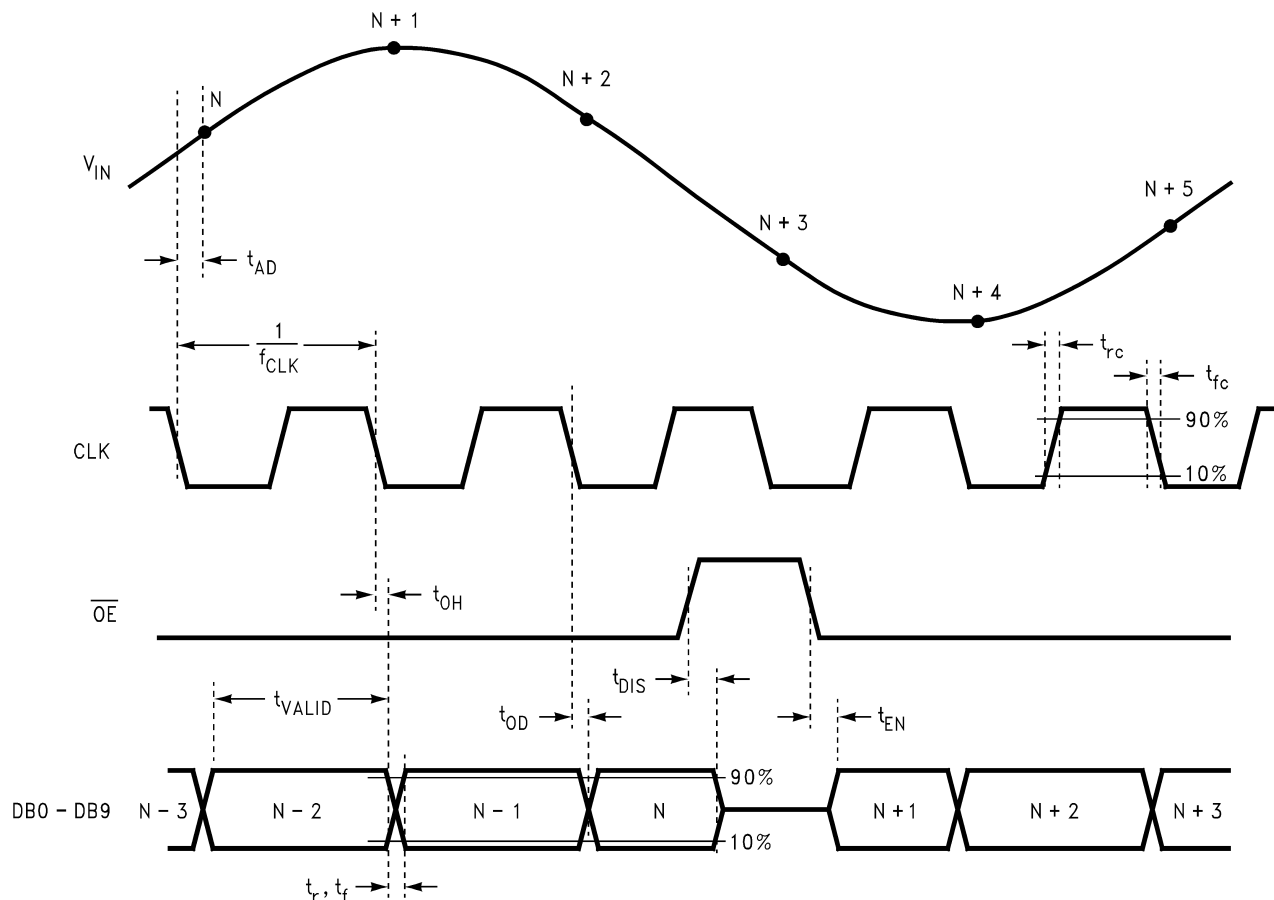 N + 1
N
N + 2
V_IN
N + 5
N + 3
t_AD
N + 4
1
f_CLK
t_rc
t_fc
90%
CLK
10%
OE
t_OH
t_DIS
t_VALID
t_OD
t_EN
90%
DB0 - DB9 N - 3 N - 2 N - 1 N N + 1 N + 2 N + 3
10%
t_r, t_f